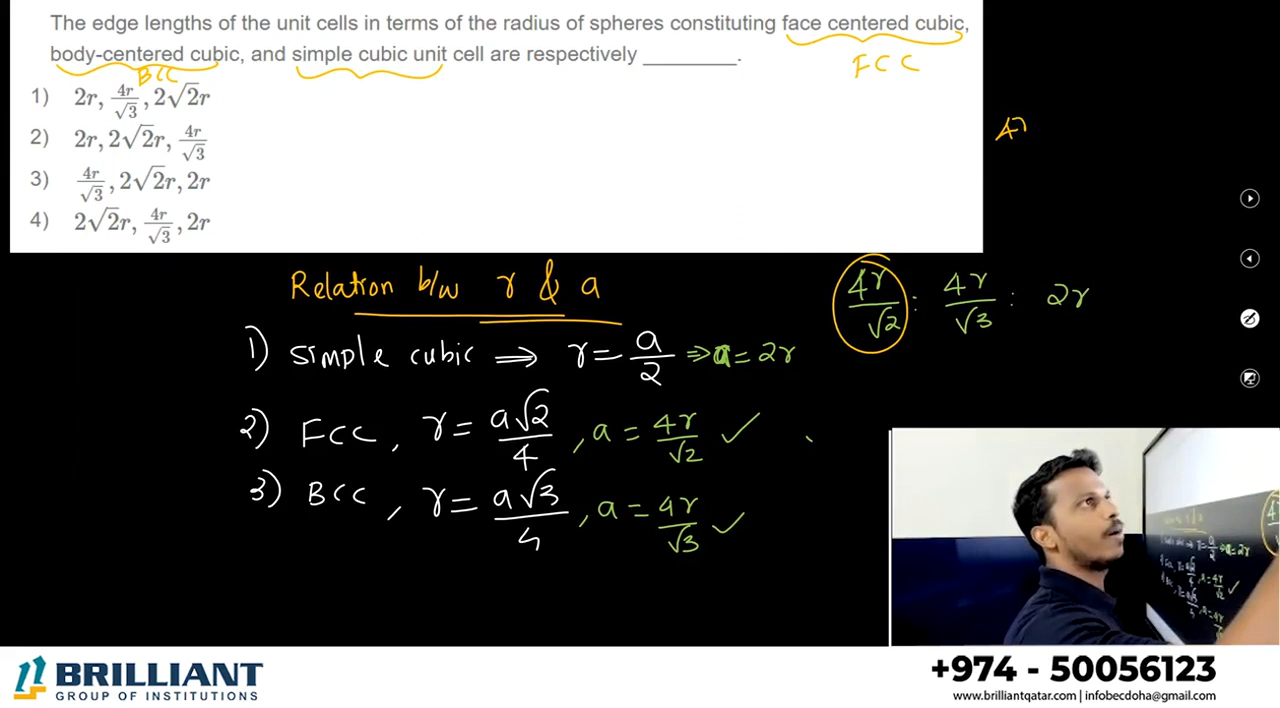 The edge lengths of the unit cells in terms of the radius of spheres constituting face centered cubic,
body-centered cubic, and simple cubic unit cell are respectively _________.
BCC
FCC
1) 2r, 4r/√3, 2√2r
2) 2r, 2√2r, 4r/√3
3) 4r/√3, 2√2r, 2r
4) 2√2r, 4r/√3, 2r
4r
Relation b/w r & a
4r/√2 : 4r/√3 : 2r
1) Simple cubic ⟹ r = a/2 ⇒ a = 2r
2) FCC, r = a√2/4, a = 4r/√2 ✓
3) BCC, r = a√3/4, a = 4r/√3 ✓
BRILLIANT
GROUP OF INSTITUTIONS
+974 - 50056123
www.brilliantqatar.com | infobecdoha@gmail.com